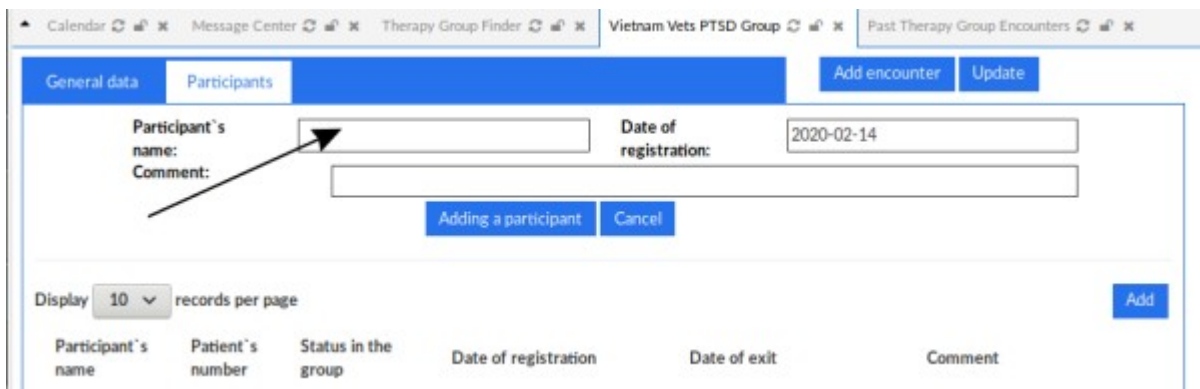 Calendar Message Center Therapy Group Finder Vietnam Vets PTSD Group Past Therapy Group Encounters
General data Participants Add encounter Update
Participant`s name: Date of registration: 2020-02-14
Comment:
Adding a participant Cancel
Display 10 records per page Add
Participant`s name Patient`s number Status in the group Date of registration Date of exit Comment